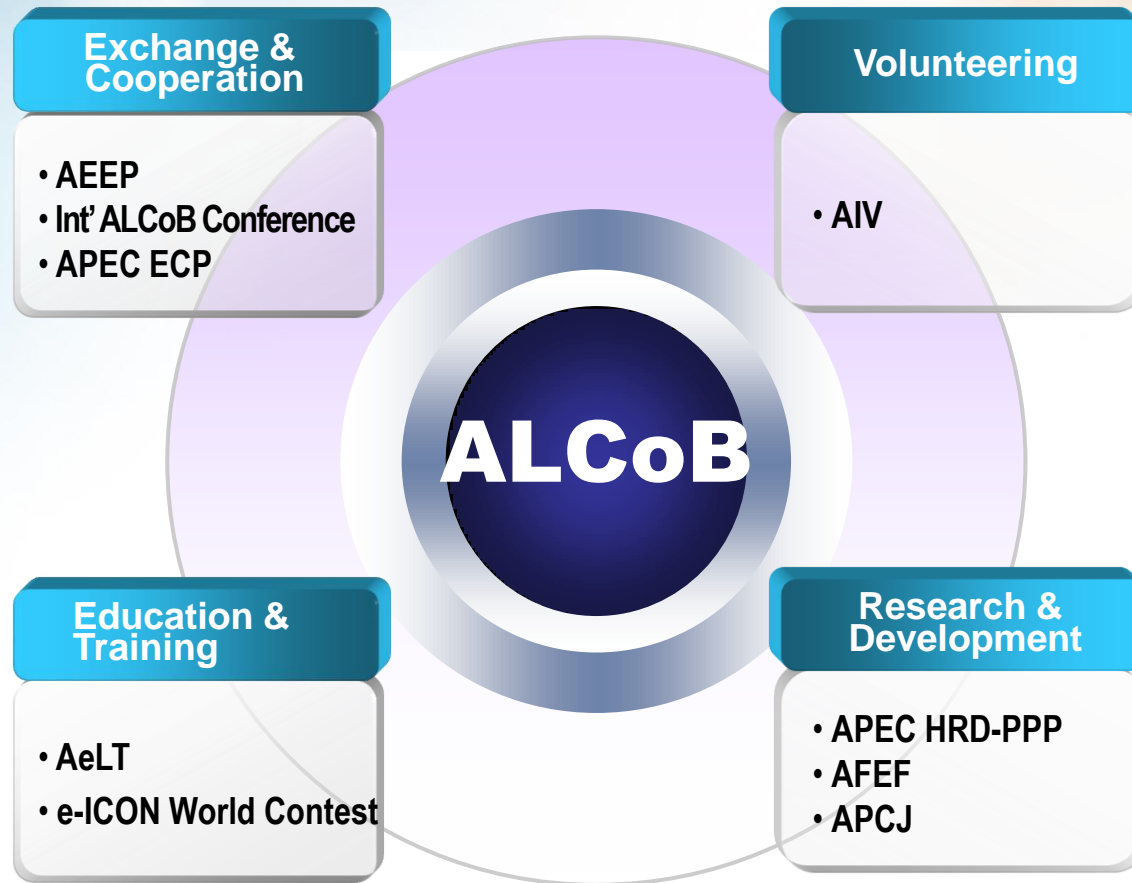 Exchange &
Cooperation
• AEEP
• Int' ALCoB Conference
• APEC ECP
Volunteering
• AIV
ALCoB
Education &
Training
• AeLT
• e-ICON World Contest
Research &
Development
• APEC HRD-PPP
• AFEF
• APCJ